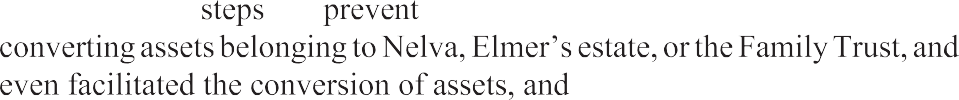 steps prevent
converting assets belonging to Nelva, Elmer’s estate, or the Family Trust, and
even facilitated the conversion of assets, and